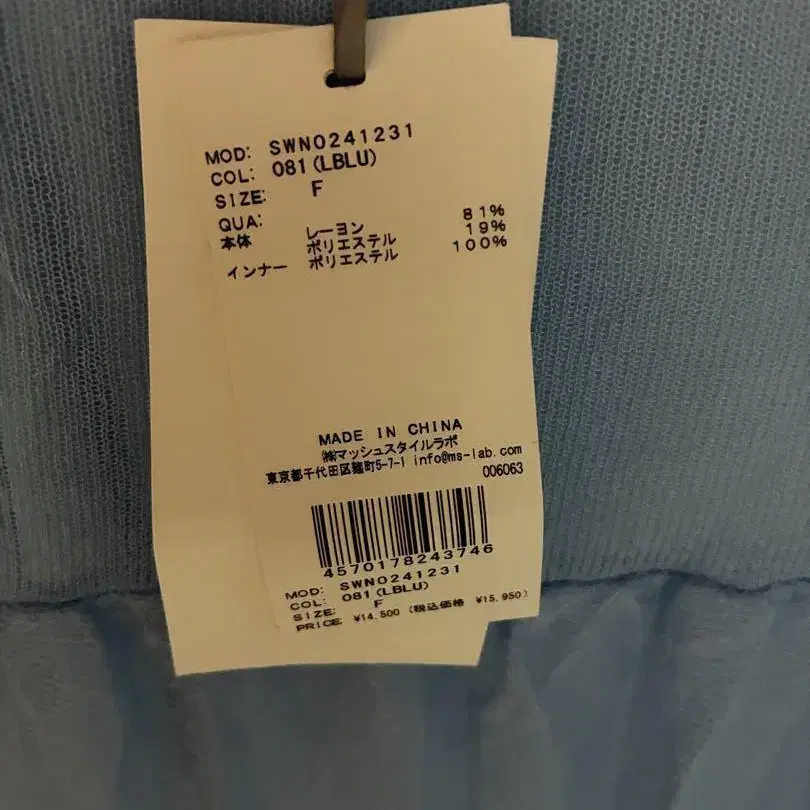 MOD: SWNO241231
COL: 081(LBLU)
SIZE: F
QUA:
本体 レーヨン 81%
ポリエステル 19%
インナー ポリエステル 100%
MADE IN CHINA
㈱マッシュスタイルラボ
東京都千代田区麹町5-7-1 info@ms-lab.com
006063
4570178243746
MOD: SWNO241231
COL: 081(LBLU)
SIZE: F
PRICE: ¥14,500 (税込価格 ¥15,950)